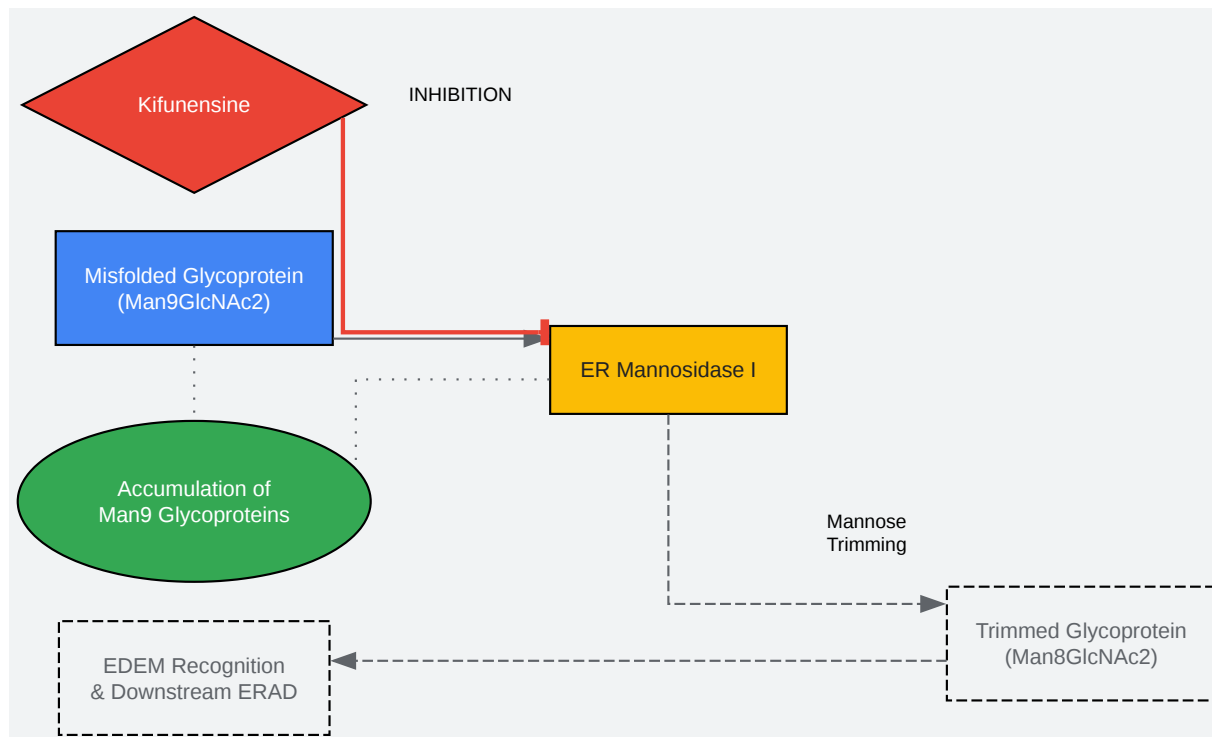 Kifunensine
INHIBITION
Misfolded Glycoprotein
(Man9GlcNAc2)
ER Mannosidase I
Accumulation of
Man9 Glycoproteins
Mannose
Trimming
Trimmed Glycoprotein
(Man8GlcNAc2)
EDEM Recognition
& Downstream ERAD